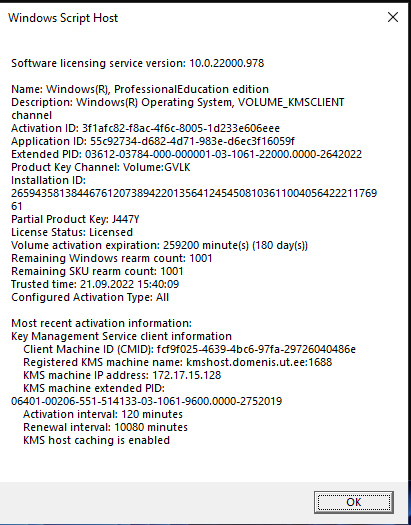 Windows Script Host
Software licensing service version: 10.0.22000.978
Name: Windows(R), ProfessionalEducation edition
Description: Windows(R) Operating System, VOLUME_KMSCLIENT
channel
Activation ID: 3f1afc82-f8ac-4f6c-8005-1d233e606eee
Application ID: 55c92734-d682-4d71-983e-d6ec3f16059f
Extended PID: 03612-03784-000-000001-03-1061-22000.0000-2642022
Product Key Channel: Volume:GVLK
Installation ID:
265943581384467612073894220135641245450810361100405642221176​9
61
Partial Product Key: J447Y
License Status: Licensed
Volume activation expiration: 259200 minute(s) (180 day(s))
Remaining Windows rearm count: 1001
Remaining SKU rearm count: 1001
Trusted time: 21.09.2022 15:40:09
Configured Activation Type: All
Most recent activation information:
Key Management Service client information
Client Machine ID (CMID): fcf9f025-4639-4bc6-97fa-29726040486e
Registered KMS machine name: kmshost.domenis.ut.ee:1688
KMS machine IP address: 172.17.15.128
KMS machine extended PID:
06401-00206-551-514133-03-1061-9600.0000-2752019
Activation interval: 120 minutes
Renewal interval: 10080 minutes
KMS host caching is enabled
OK